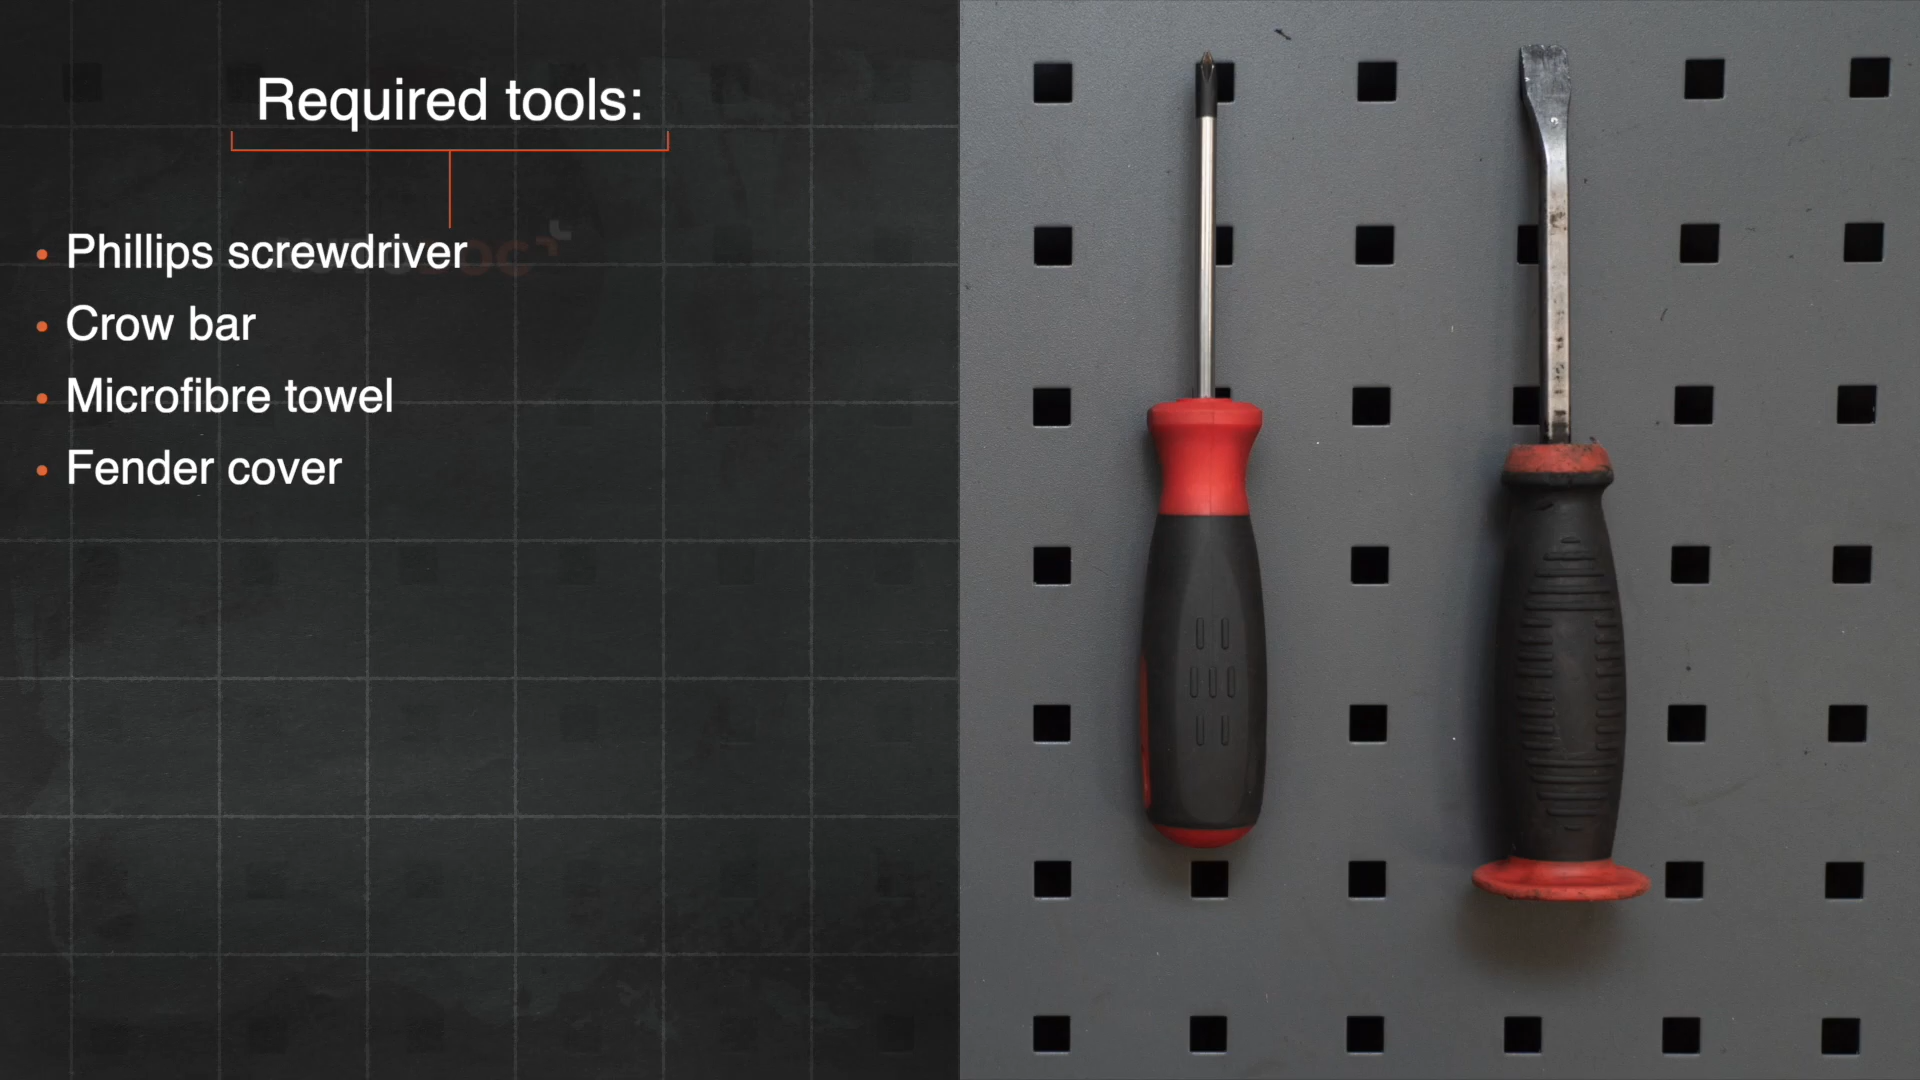 Required tools:
Phillips screwdriver
Crow bar
Microfibre towel
Fender cover